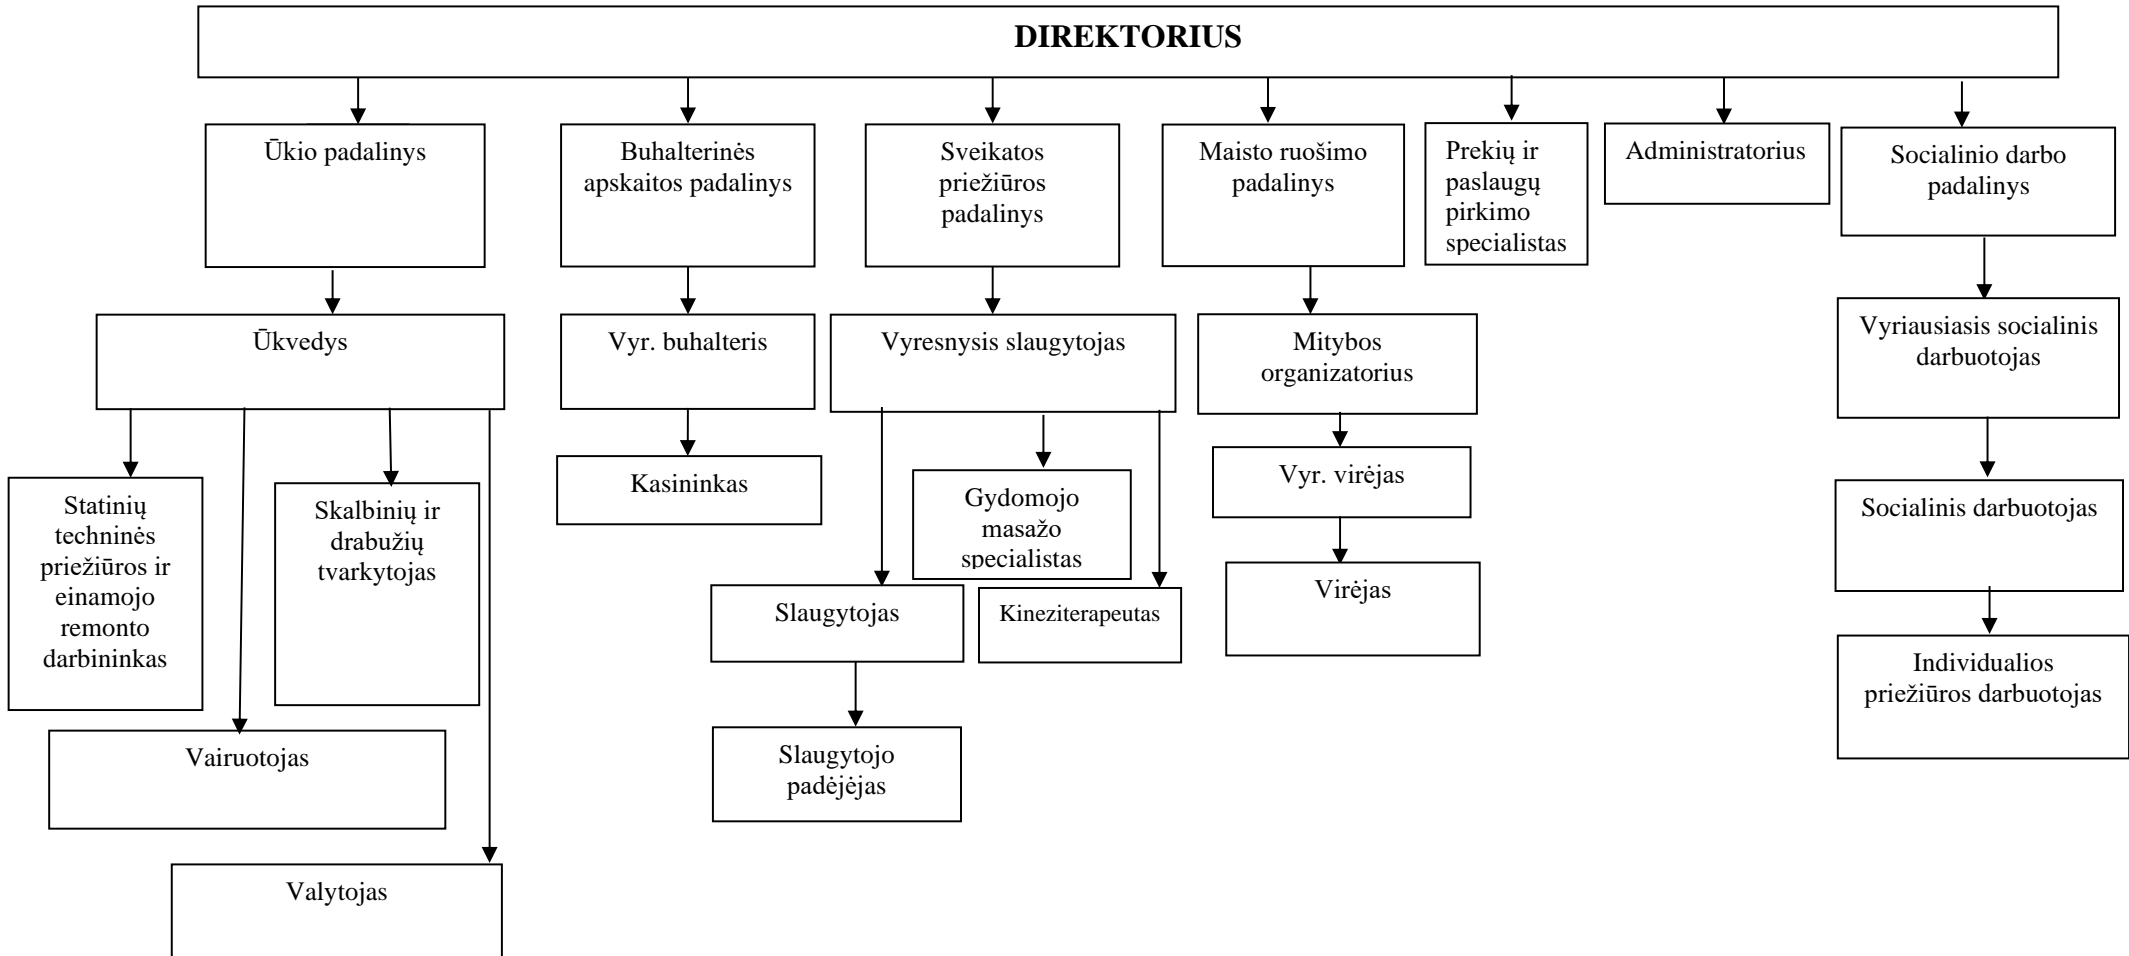 DIREKTORIUS
Ūkio padalinys
Buhalterinės
apskaitos padalinys
Sveikatos
priežiūros
padalinys
Maisto ruošimo
padalinys
Prekių ir
paslaugų
pirkimo
specialistas
Administratorius
Socialinio darbo
padalinys
Ūkvedys
Vyr. buhalteris
Vyresnysis slaugytojas
Mitybos
organizatorius
Vyriausiasis socialinis
darbuotojas
Statinių
techninės
priežiūros ir
einamojo
remonto
darbininkas
Skalbinių ir
drabužių
tvarkytojas
Kasininkas
Gydomojo
masažo
specialistas
Vyr. virėjas
Socialinis darbuotojas
Slaugytojas
Kineziterapeutas
Virėjas
Individualios
priežiūros darbuotojas
Vairuotojas
Slaugytojo
padėjėjas
Valytojas